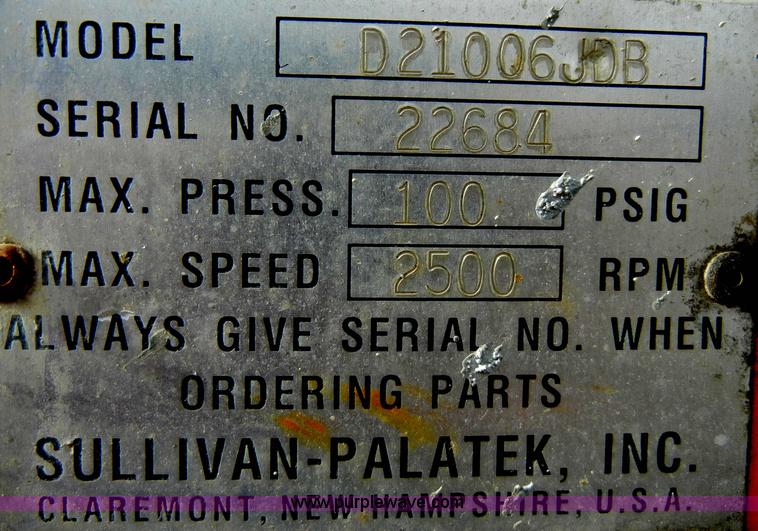 MODEL D21006JDB
SERIAL NO. 22684
MAX. PRESS. 100 PSIG
MAX. SPEED 2500 RPM
ALWAYS GIVE SERIAL NO. WHEN
ORDERING PARTS
SULLIVAN-PALATEK, INC.
CLAREMONT, NEW HAMPSHIRE, U.S.A.
www.purplewave.com